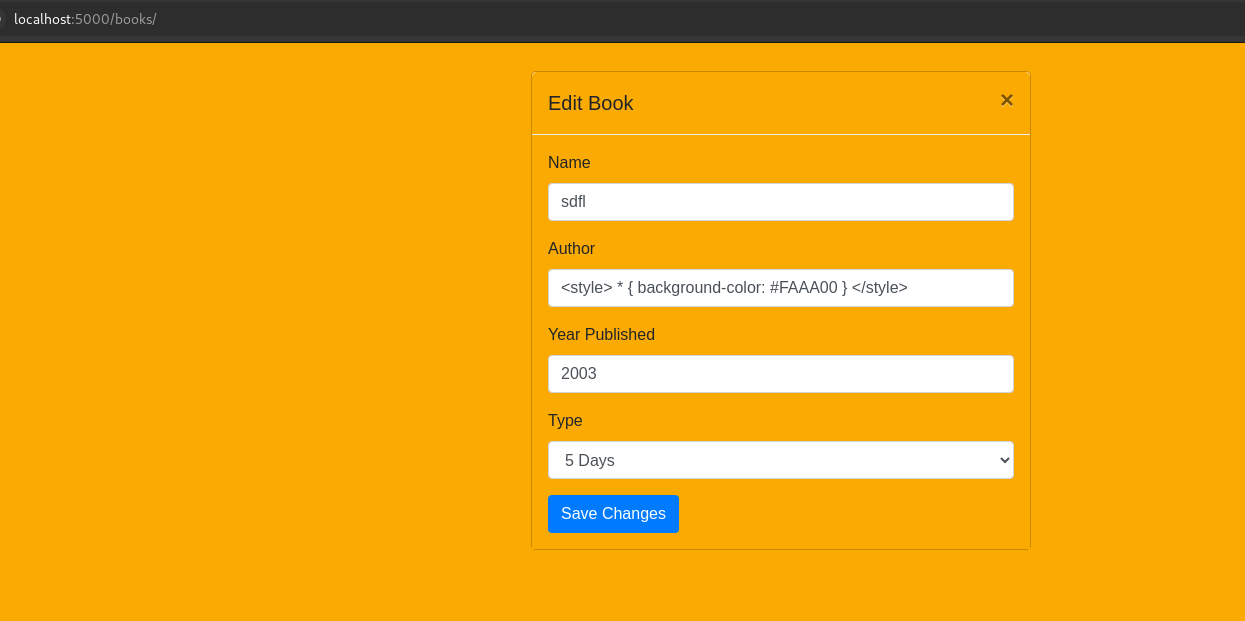 localhost:5000/books/
Edit Book ×
Name
sdfl
Author
<style> * { background-color: #FAAA00 } </style>
Year Published
2003
Type
5 Days
Save Changes